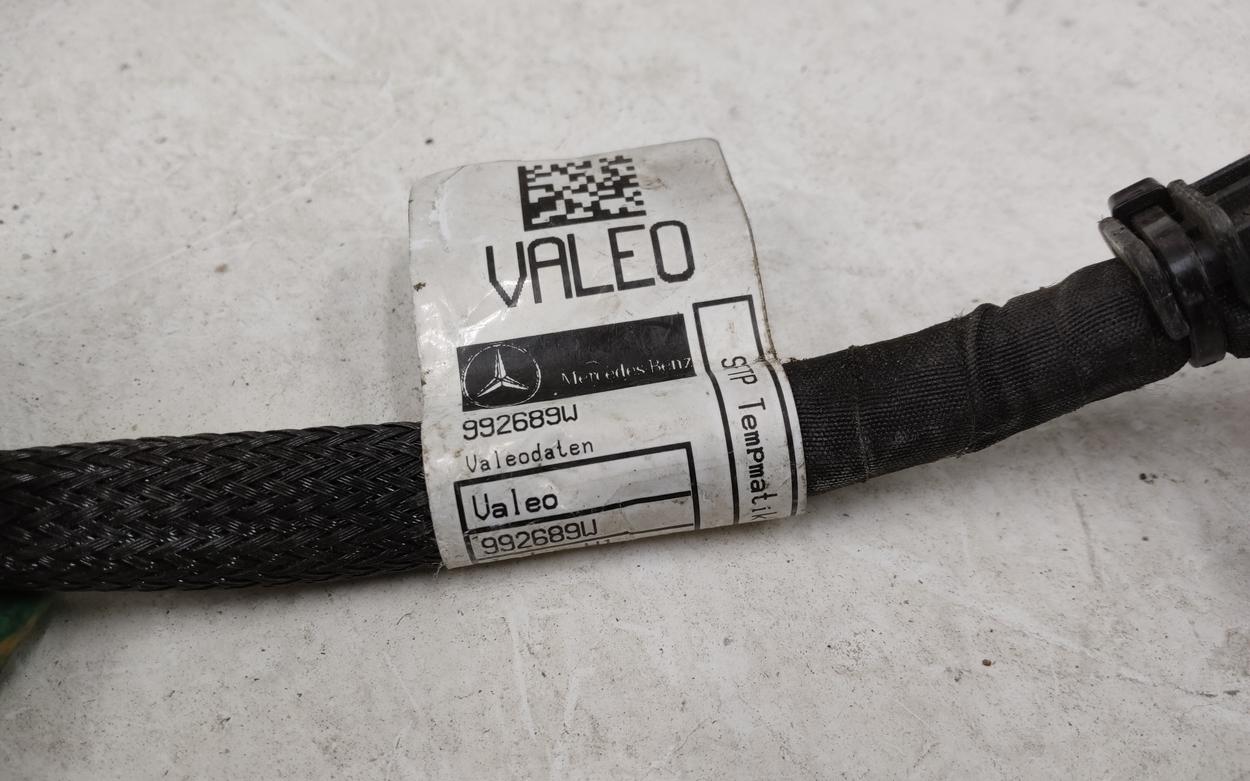 VALEO
Mercedes Benz
992689W
Valeodaten
Valeo
992689W
STP Tempmatik